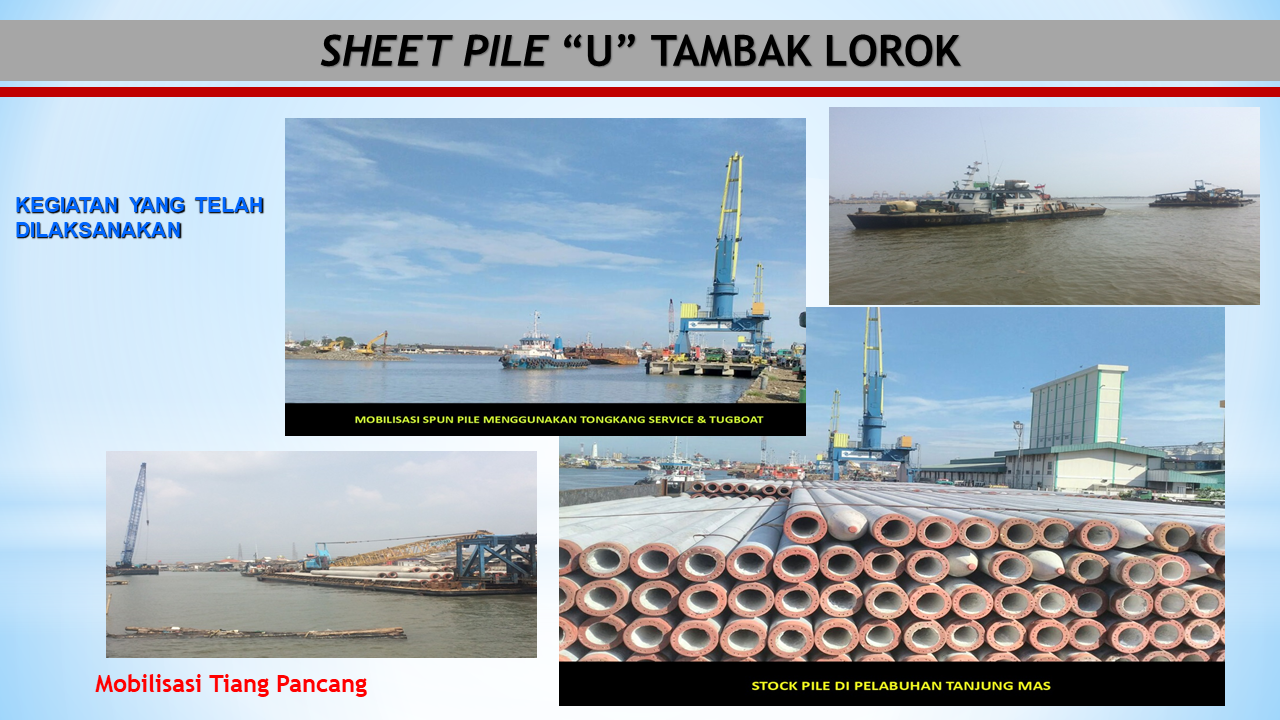 SHEET PILE “U” TAMBAK LOROK
KEGIATAN YANG TELAH
DILAKSANAKAN
MOBILISASI SPUN PILE MENGGUNAKAN TONGKANG SERVICE & TUGBOAT
Mobilisasi Tiang Pancang
STOCK PILE DI PELABUHAN TANJUNG MAS